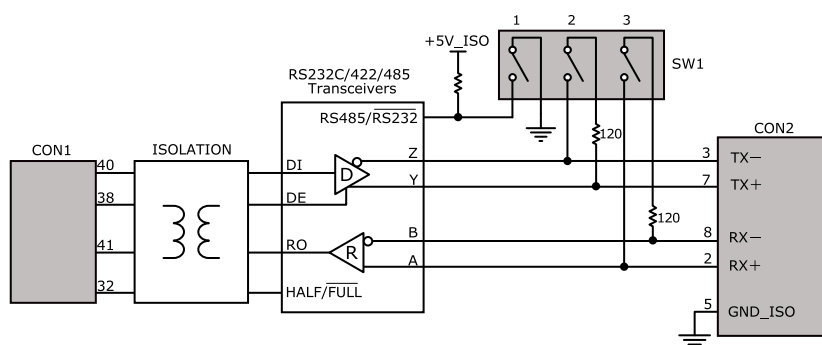 1 2 3
+5V_ISO
SW1
RS232C/422/485
Transceivers
RS485/RS232
120
CON1
ISOLATION
CON2
40
DI
D
Z
3
TX−
38
DE
Y
7
TX+
120
41
RO
R
B
8
RX−
A
2
RX+
32
HALF/FULL
5
GND_ISO